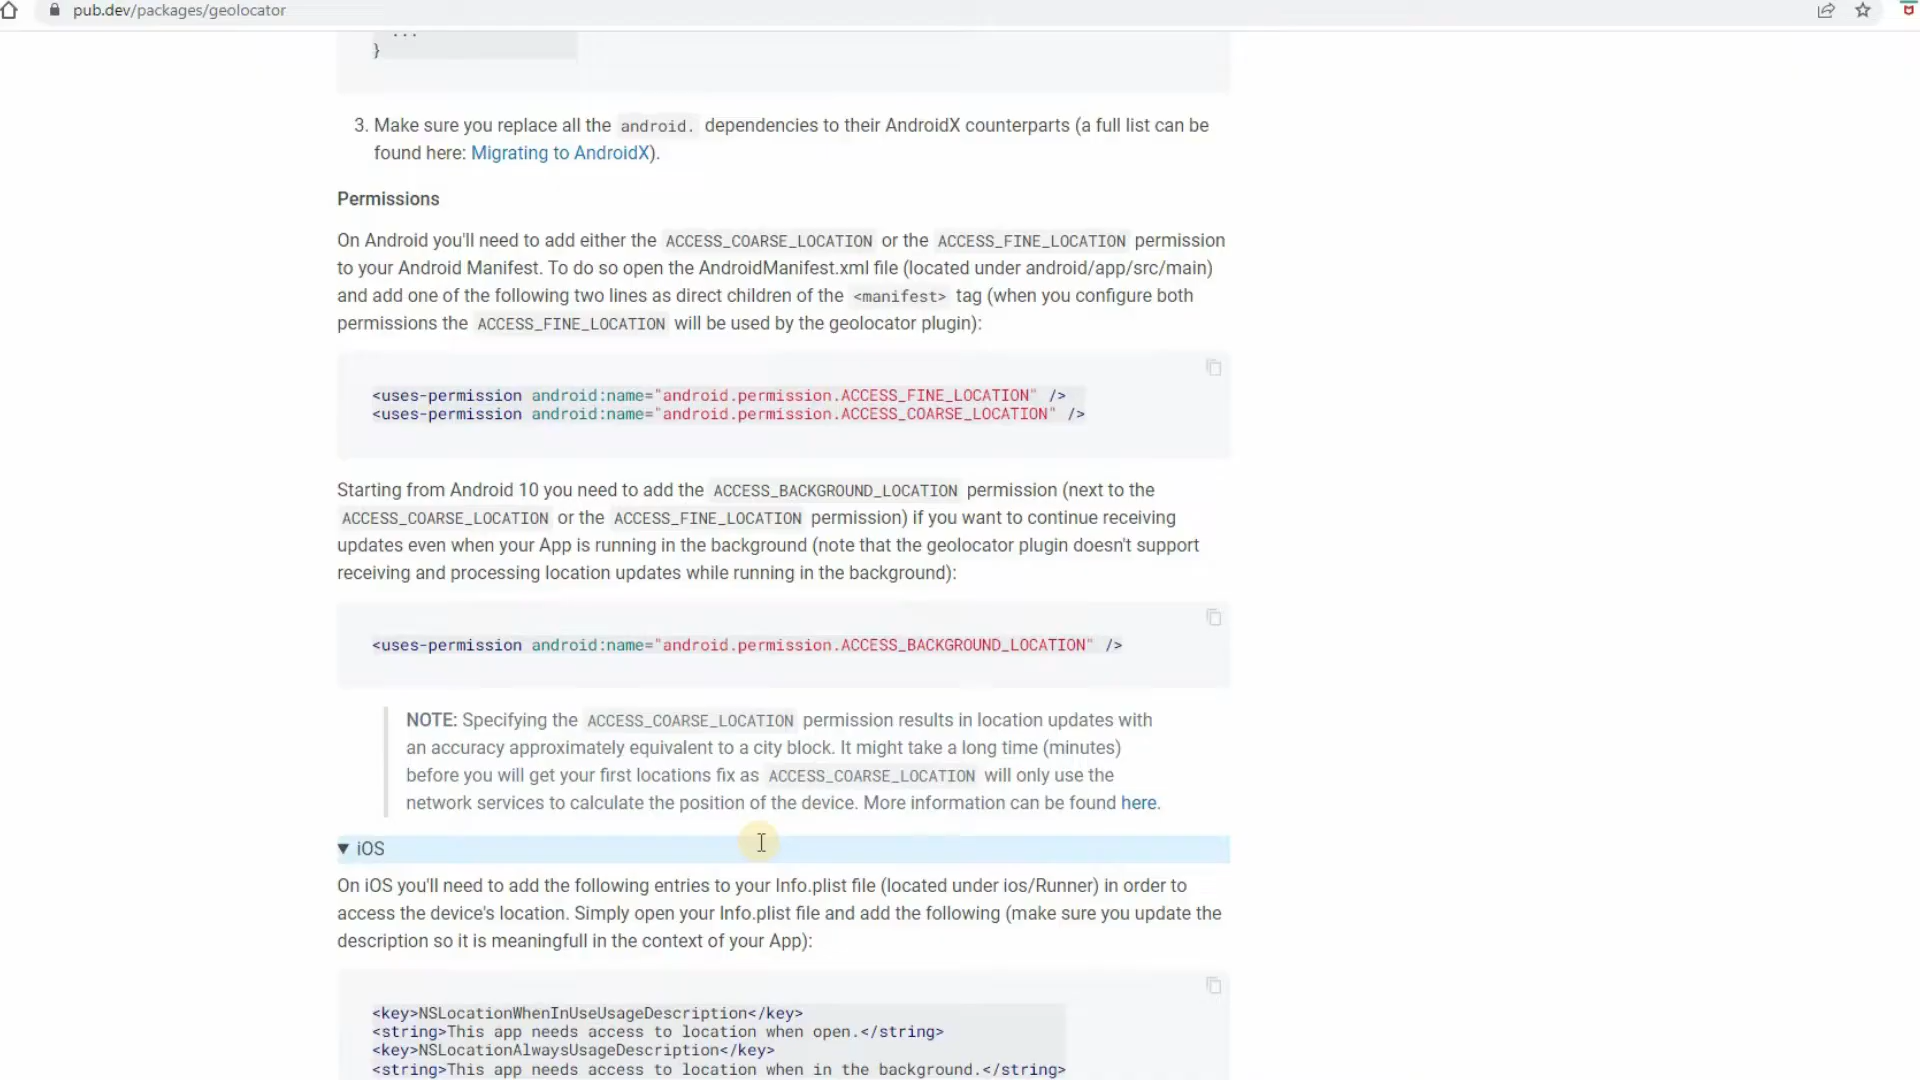 pub.dev/packages/geolocator
...
}
3. Make sure you replace all the android. dependencies to their AndroidX counterparts (a full list can be
found here: Migrating to AndroidX).
Permissions
On Android you'll need to add either the ACCESS_COARSE_LOCATION or the ACCESS_FINE_LOCATION permission
to your Android Manifest. To do so open the AndroidManifest.xml file (located under android/app/src/main)
and add one of the following two lines as direct children of the <manifest> tag (when you configure both
permissions the ACCESS_FINE_LOCATION will be used by the geolocator plugin):
<uses-permission android:name="android.permission.ACCESS_FINE_LOCATION" />
<uses-permission android:name="android.permission.ACCESS_COARSE_LOCATION" />
Starting from Android 10 you need to add the ACCESS_BACKGROUND_LOCATION permission (next to the
ACCESS_COARSE_LOCATION or the ACCESS_FINE_LOCATION permission) if you want to continue receiving
updates even when your App is running in the background (note that the geolocator plugin doesn't support
receiving and processing location updates while running in the background):
<uses-permission android:name="android.permission.ACCESS_BACKGROUND_LOCATION" />
NOTE: Specifying the ACCESS_COARSE_LOCATION permission results in location updates with
an accuracy approximately equivalent to a city block. It might take a long time (minutes)
before you will get your first locations fix as ACCESS_COARSE_LOCATION will only use the
network services to calculate the position of the device. More information can be found here.
▼ iOS
On iOS you'll need to add the following entries to your Info.plist file (located under ios/Runner) in order to
access the device's location. Simply open your Info.plist file and add the following (make sure you update the
description so it is meaningfull in the context of your App):
<key>NSLocationWhenInUseUsageDescription</key>
<string>This app needs access to location when open.</string>
<key>NSLocationAlwaysUsageDescription</key>
<string>This app needs access to location when in the background.</string>